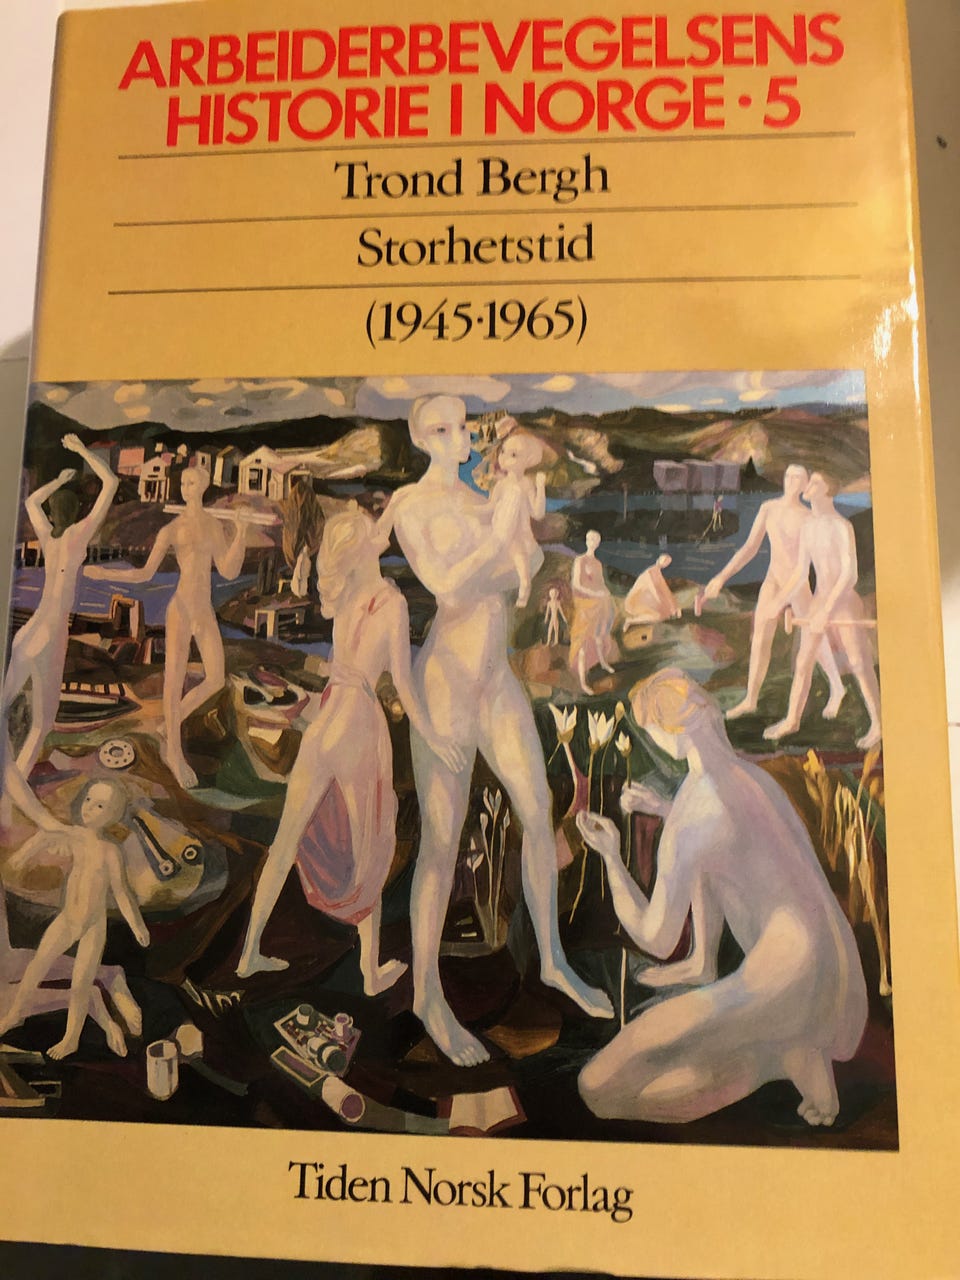 ARBEIDERBEVEGELSENS
HISTORIE I NORGE · 5
Trond Bergh
Storhetstid
(1945·1965)
Tiden Norsk Forlag